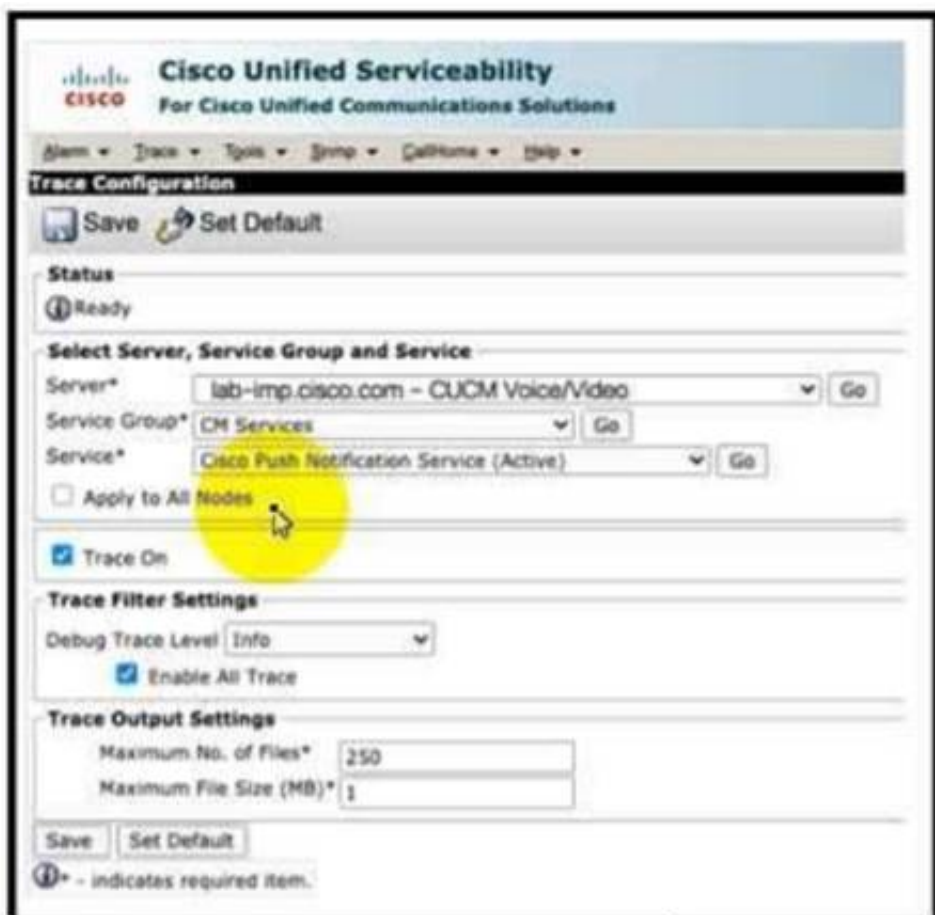 CISCO
Cisco Unified Serviceability
For Cisco Unified Communications Solutions
Alarm Trace Tools Snmp CallHome Help
Trace Configuration
Save Set Default
Status
Ready
Select Server, Service Group and Service
Server* lab-imp.cisco.com – CUCM Voice/Video Go
Service Group* CM Services Go
Service* Cisco Push Notification Service (Active) Go
Apply to All Nodes
Trace On
Trace Filter Settings
Debug Trace Level Info
Enable All Trace
Trace Output Settings
Maximum No. of Files* 250
Maximum File Size (MB)* 1
Save Set Default
* - indicates required item.